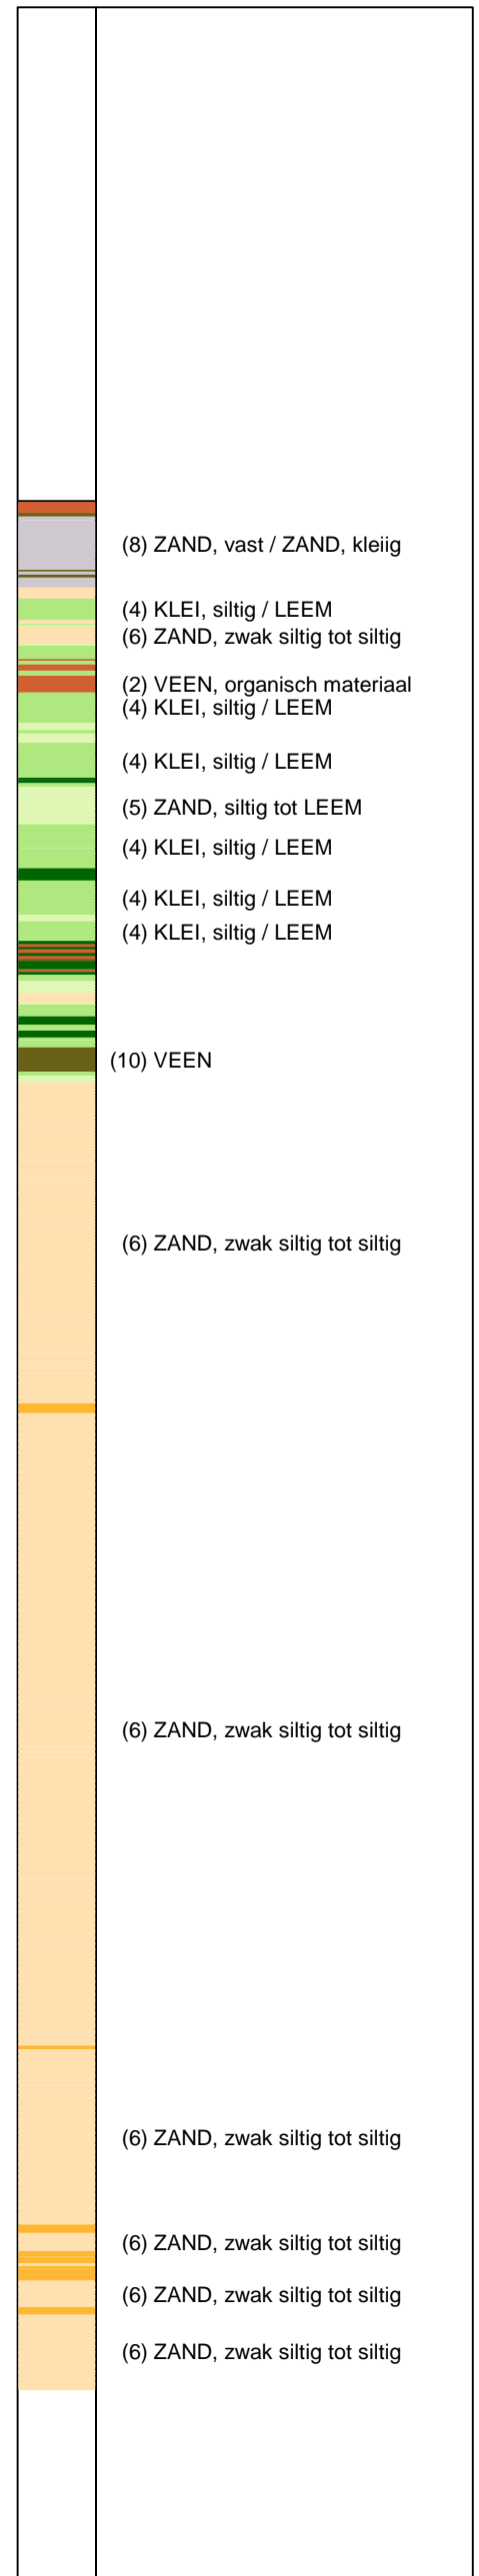 (8) ZAND, vast / ZAND, kleiig
(4) KLEI, siltig / LEEM
(6) ZAND, zwak siltig tot siltig
(2) VEEN, organisch materiaal
(4) KLEI, siltig / LEEM
(4) KLEI, siltig / LEEM
(5) ZAND, siltig tot LEEM
(4) KLEI, siltig / LEEM
(4) KLEI, siltig / LEEM
(4) KLEI, siltig / LEEM
(10) VEEN
(6) ZAND, zwak siltig tot siltig
(6) ZAND, zwak siltig tot siltig
(6) ZAND, zwak siltig tot siltig
(6) ZAND, zwak siltig tot siltig
(6) ZAND, zwak siltig tot siltig
(6) ZAND, zwak siltig tot siltig